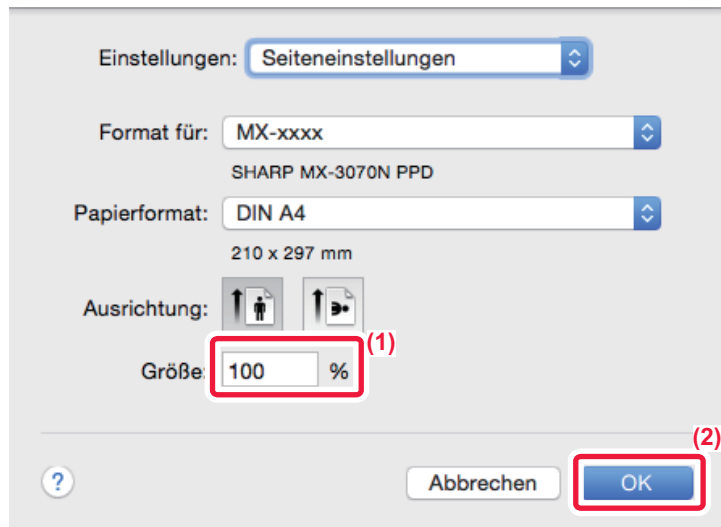 Einstellungen: Seiteneinstellungen
Format für: MX-xxxx
SHARP MX-3070N PPD
Papierformat: DIN A4
210 x 297 mm
Ausrichtung:
(1)
Größe: 100 %
(2)
? Abbrechen OK